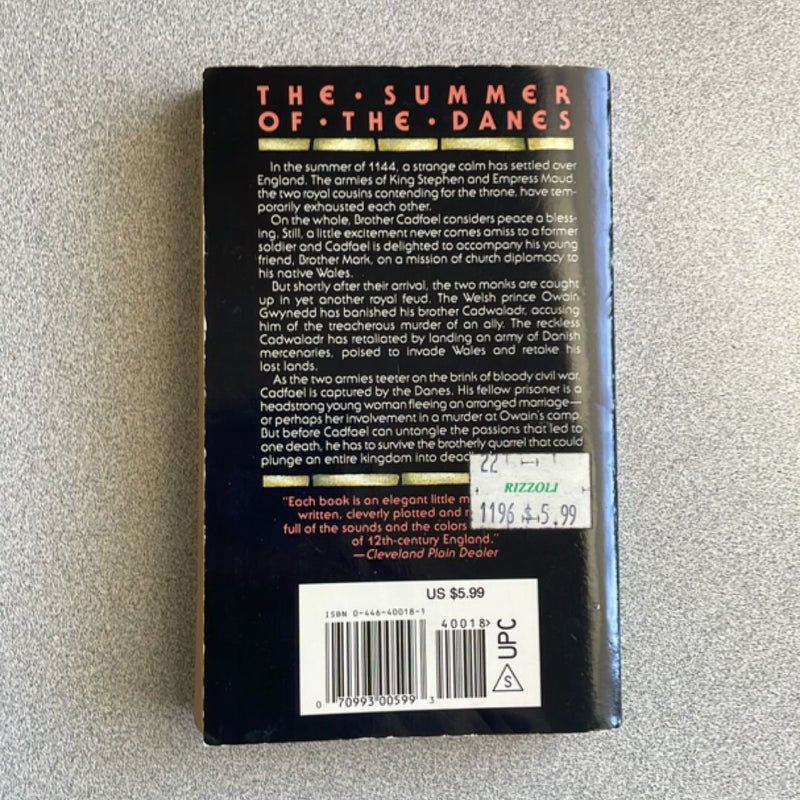 THE · SUMMER
OF · THE · DANES
In the summer of 1144, a strange calm has settled over
England. The armies of King Stephen and Empress Maud,
the two royal cousins contending for the throne, have tem-
porarily exhausted each other.
On the whole, Brother Cadfael considers peace a bless-
ing. Still, a little excitement never comes amiss to a former
soldier and Cadfael is delighted to accompany his young
friend, Brother Mark, on a mission of church diplomacy to
his native Wales.
But shortly after their arrival, the two monks are caught
up in yet another royal feud. The Welsh prince Owain
Gwynedd has banished his brother Cadwaladr, accusing
him of the treacherous murder of an ally. The reckless
Cadwaladr has retaliated by landing an army of Danish
mercenaries, poised to invade Wales and retake his
lost lands.
As the two armies teeter on the brink of bloody civil war,
Cadfael is captured by the Danes. His fellow prisoner is a
headstrong young woman fleeing an arranged marriage—
or perhaps her involvement in a murder at Owain's camp.
But before Cadfael can untangle the passions that led to
one death, he has to survive the brotherly quarrel that could
plunge an entire kingdom into
22
RIZZOLI
1196 $5.99
"Each book is an elegant little
written, cleverly plotted and
full of the sounds and the colors
of 12th-century England."
—Cleveland Plain Dealer
US $5.99
ISBN 0-446-40018-1
40018>
0 70993 00599 3
S UPC